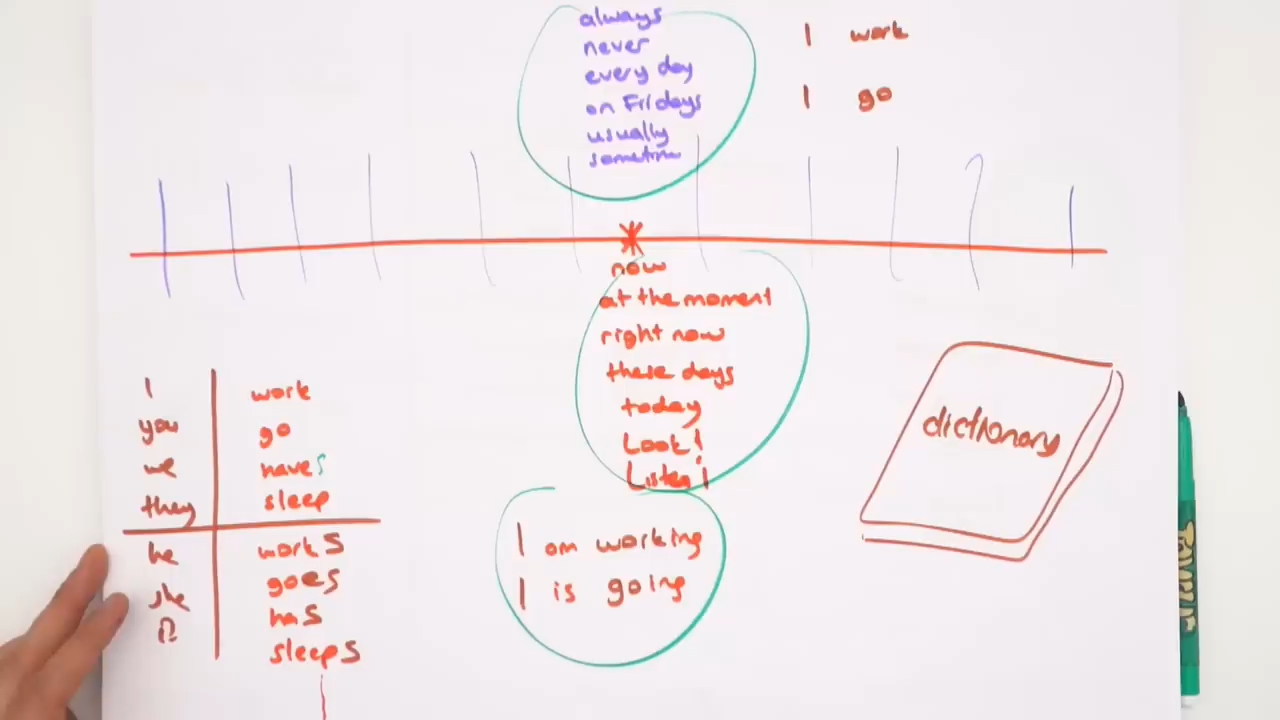 always
never
every day
on Fridays
usually
I work
I go
now
at the moment
right now
these days
today
Look!
Listen!
I work
you go
we haves
they sleep
he works
she goes
has
sleeps
I am working
I is going
dictionary